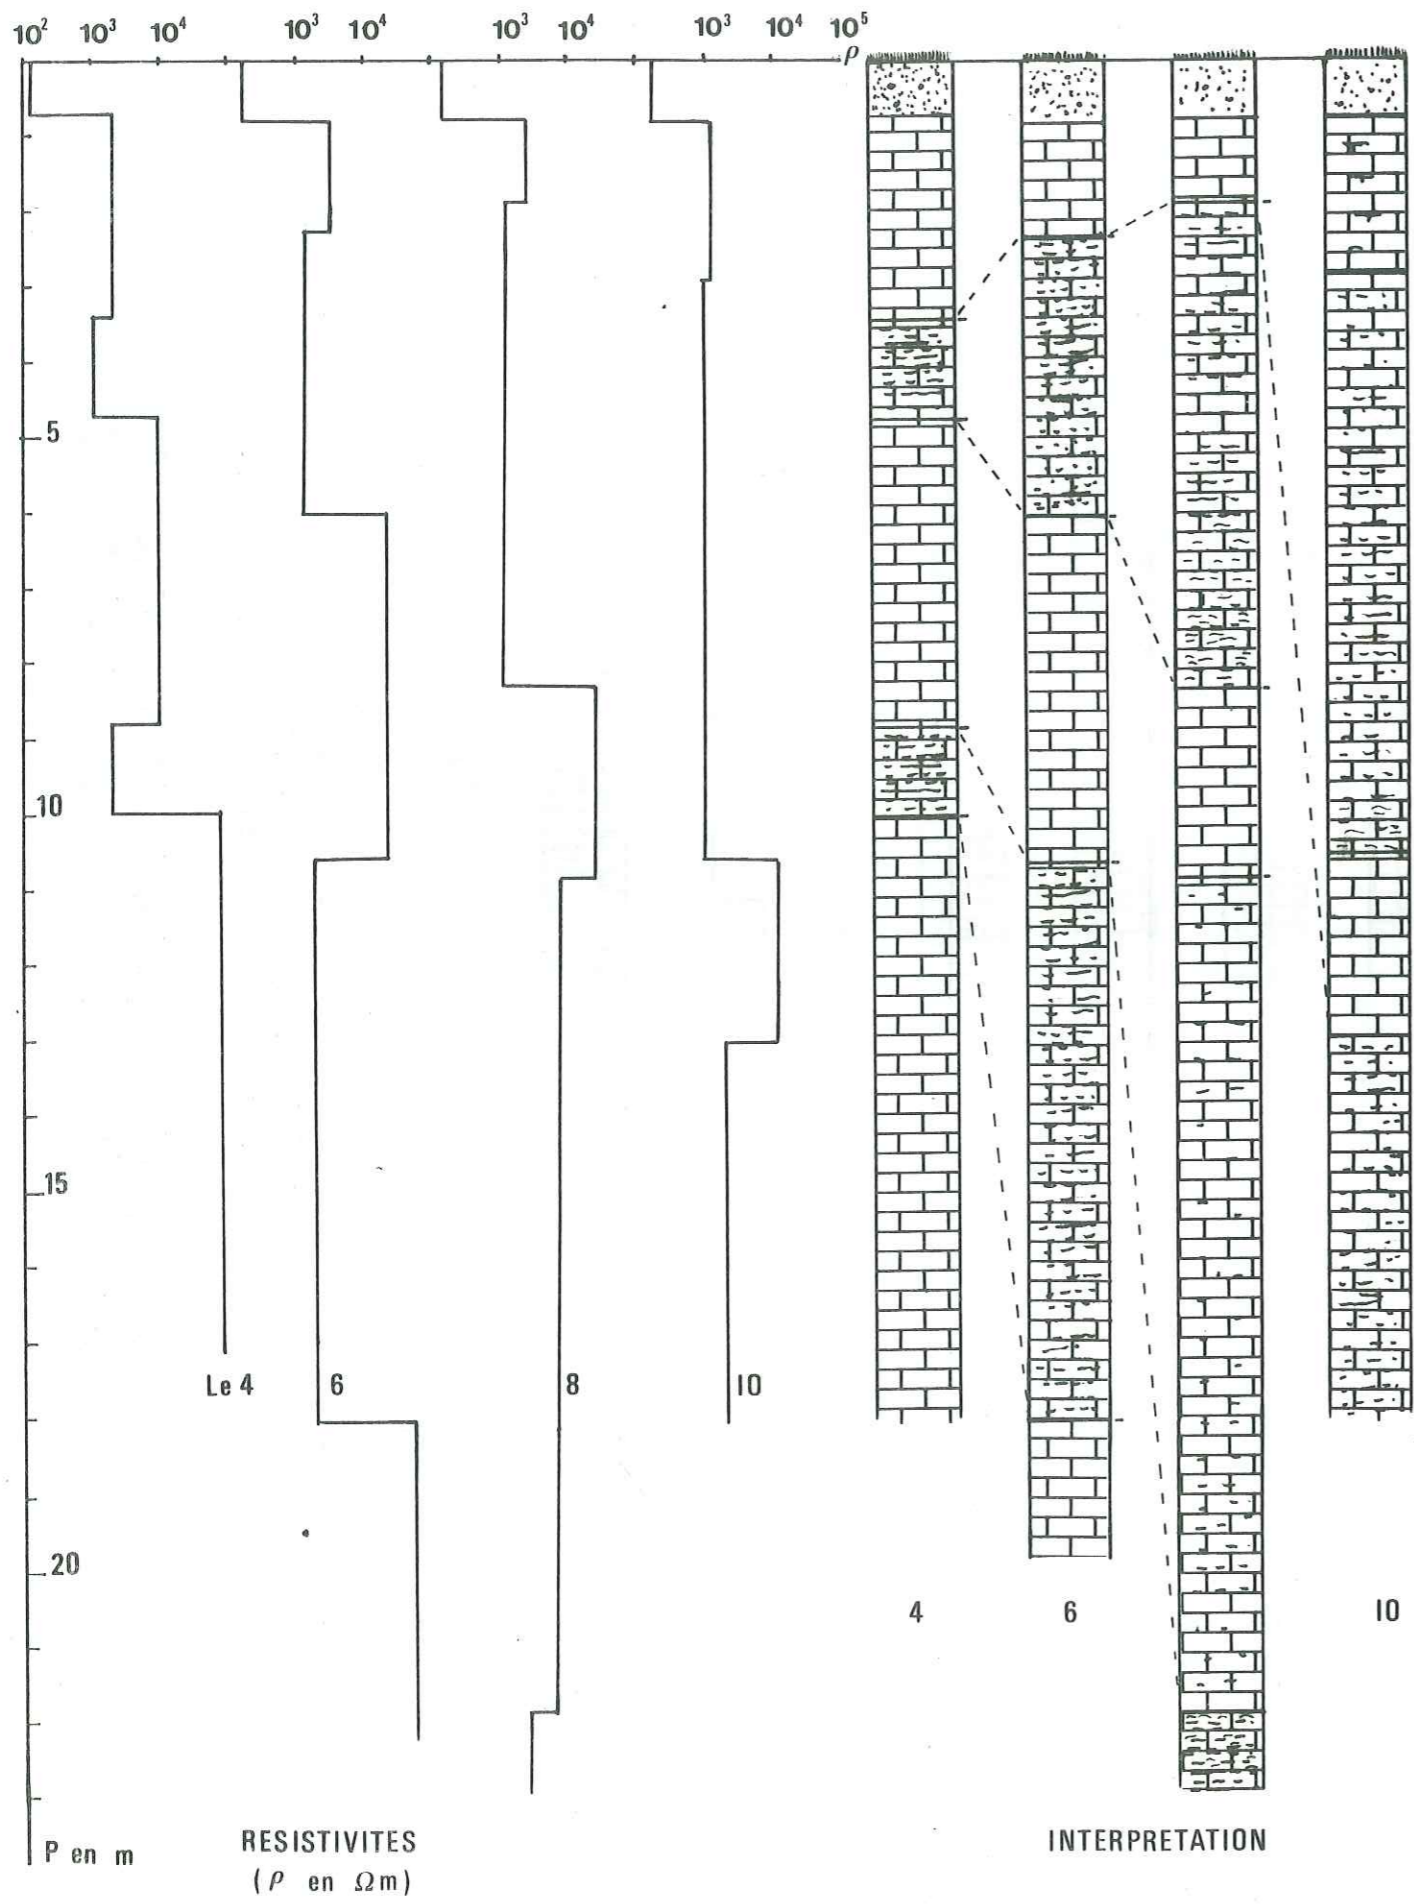 10² 10³ 10⁴ 10³ 10⁴ 10³ 10⁴ 10³ 10⁴ 10⁵
ρ
5
10
15
Le 4 6 8 10
20
4 6 10
P en m
RESISTIVITES
(ρ en Ωm)
INTERPRETATION